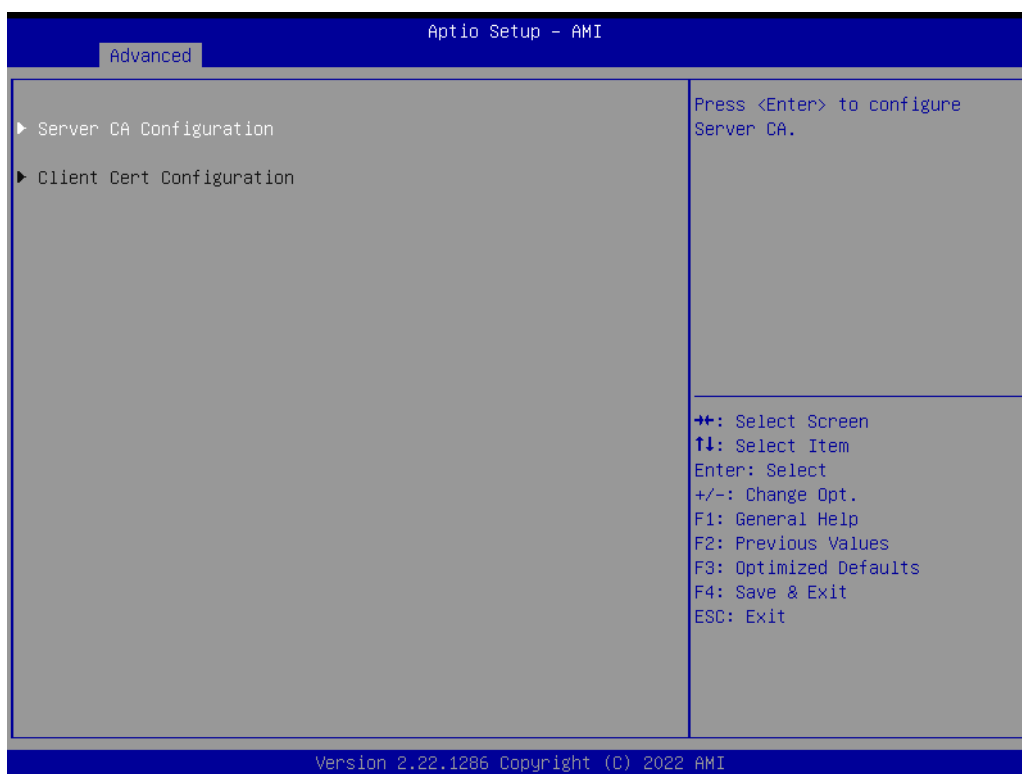 Aptio Setup – AMI
Advanced
▶ Server CA Configuration
▶ Client Cert Configuration
Press <Enter> to configure
Server CA.
→←: Select Screen
↑↓: Select Item
Enter: Select
+/-: Change Opt.
F1: General Help
F2: Previous Values
F3: Optimized Defaults
F4: Save & Exit
ESC: Exit
Version 2.22.1286 Copyright (C) 2022 AMI